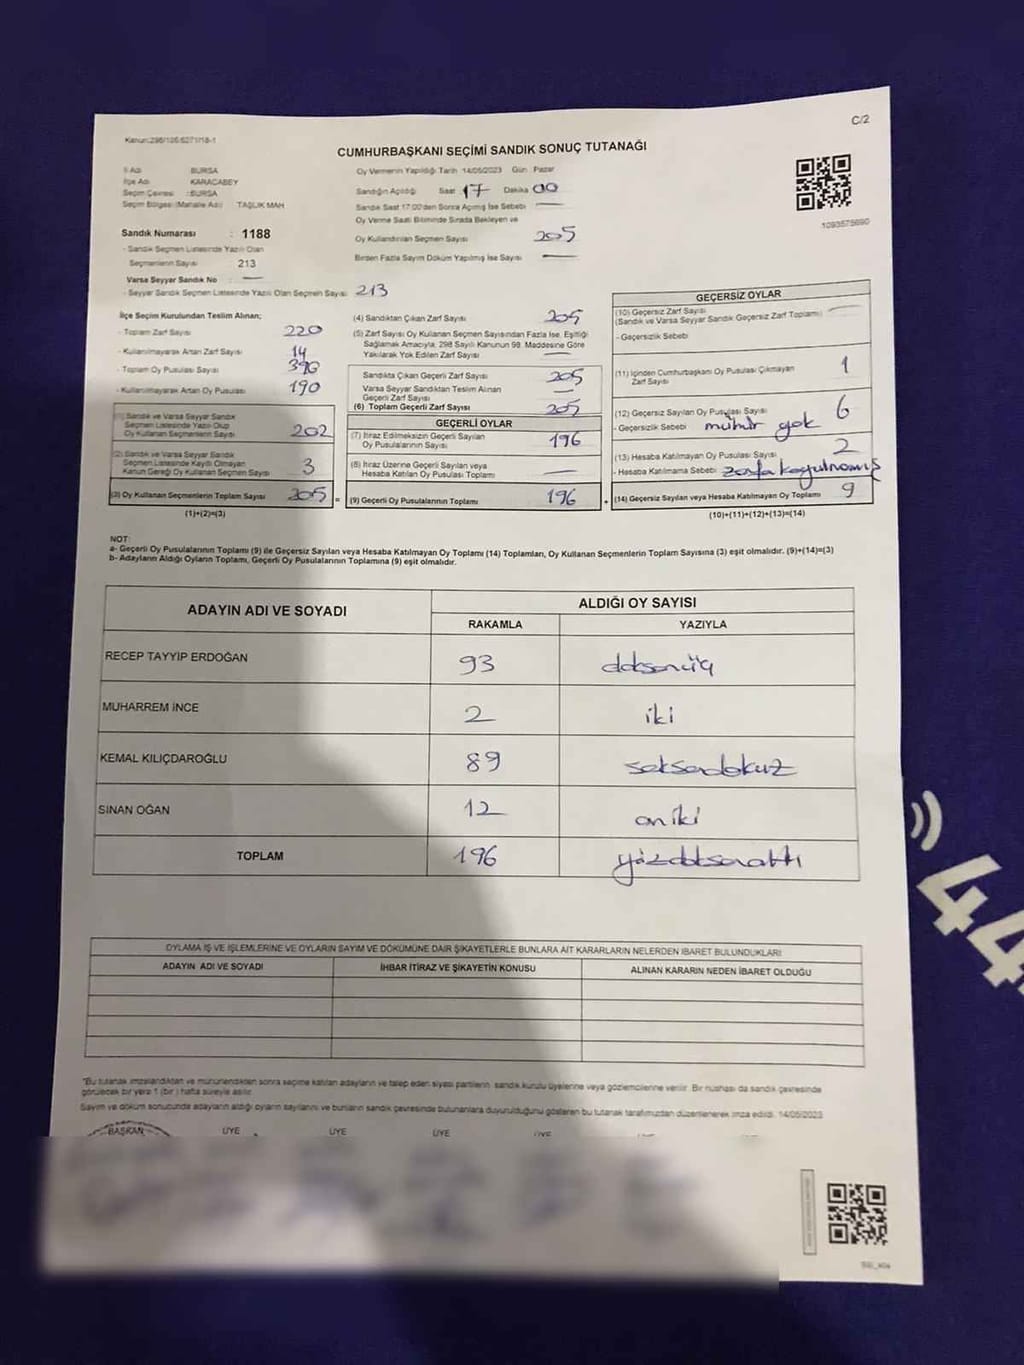 C/2
Kanun:298/105/6271/18-1
CUMHURBAŞKANI SEÇİMİ SANDIK SONUÇ TUTANAĞI
İl Adı BURSA
İlçe Adı KARACABEY
Seçim Çevresi :BURSA
Seçim Bölgesi (Mahalle Adı) TAŞLIK MAH
Sandık Numarası : 1188
- Sandık Seçmen Listesinde Yazılı Olan
Seçmenlerin Sayısı 213
Varsa Seyyar Sandık No :
- Seyyar Sandık Seçmen Listesinde Yazılı Olan Seçmen Sayısı 213
Oy Vermenin Yapıldığı Tarih 14/05/2023 Gün Pazar
Sandığın Açıldığı Saat 17 Dakika 00
Sandık Saat 17:00'den Sonra Açılmış İse Sebebi —
Oy Verme Saati Bitiminde Sırada Bekleyen ve
Oy Kullandırılan Seçmen Sayısı 205
Birden Fazla Sayım Döküm Yapılmış İse Sayısı —
1093575690
İlçe Seçim Kurulundan Teslim Alınan;
- Toplam Zarf Sayısı 220
- Kullanılmayarak Artan Zarf Sayısı 14
- Toplam Oy Pusulası Sayısı 396
- Kullanılmayarak Artan Oy Pusulası 190
(1) Sandık ve Varsa Seyyar Sandık
Seçmen Listesinde Yazılı Olup
Oy Kullanan Seçmenlerin Sayısı 202
(2) Sandık ve Varsa Seyyar Sandık
Seçmen Listesinde Kayıtlı Olmayan
Kanun Gereği Oy Kullanan Seçmen Sayısı 3
(3) Oy Kullanan Seçmenlerin Toplam Sayısı 205 =
(1)+(2)=(3)
(4) Sandıktan Çıkan Zarf Sayısı 205
(5) Zarf Sayısı Oy Kullanan Seçmen Sayısından Fazla İse, Eşitliği
Sağlamak Amacıyla, 298 Sayılı Kanunun 98. Maddesine Göre
Yakılarak Yok Edilen Zarf Sayısı —
Sandıkta Çıkan Geçerli Zarf Sayısı 205
Varsa Seyyar Sandıktan Teslim Alınan
Geçerli Zarf Sayısı —
(6) Toplam Geçerli Zarf Sayısı 205
GEÇERLİ OYLAR
(7) İtiraz Edilmeksizin Geçerli Sayılan
Oy Pusulalarının Sayısı 196
(8) İtiraz Üzerine Geçerli Sayılan veya
Hesaba Katılan Oy Pusulası Toplamı —
(9) Geçerli Oy Pusulalarının Toplamı 196 +
GEÇERSİZ OYLAR
(10) Geçersiz Zarf Sayısı
(Sandık ve Varsa Seyyar Sandık Geçersiz Zarf Toplamı) —
- Geçersizlik Sebebi
(11) İçinden Cumhurbaşkanı Oy Pusulası Çıkmayan
Zarf Sayısı 1
(12) Geçersiz Sayılan Oy Pusulası Sayısı 6
- Geçersizlik Sebebi mühür yok
(13) Hesaba Katılmayan Oy Pusulası Sayısı 2
- Hesaba Katılmama Sebebi zarfa koyulmamış
(14) Geçersiz Sayılan veya Hesaba Katılmayan Oy Toplamı 9
(10)+(11)+(12)+(13)=(14)
NOT:
a- Geçerli Oy Pusulalarının Toplamı (9) ile Geçersiz Sayılan veya Hesaba Katılmayan Oy Toplamı (14) Toplamları, Oy Kullanan Seçmenlerin Toplam Sayısına (3) eşit olmalıdır. (9)+(14)=(3)
b- Adayların Aldığı Oyların Toplamı, Geçerli Oy Pusulalarının Toplamına (9) eşit olmalıdır.
ADAYIN ADI VE SOYADI ALDIĞI OY SAYISI
RAKAMLA YAZIYLA
RECEP TAYYİP ERDOĞAN 93 doksanüç
MUHARREM İNCE 2 iki
KEMAL KILIÇDAROĞLU 89 seksendokuz
SİNAN OĞAN 12 oniki
TOPLAM 196 yüzdoksanaltı
OYLAMA İŞ VE İŞLEMLERİNE VE OYLARIN SAYIM VE DÖKÜMÜNE DAİR ŞİKAYETLERLE BUNLARA AİT KARARLARIN NELERDEN İBARET BULUNDUKLARI
ADAYIN ADI VE SOYADI İHBAR İTİRAZ VE ŞİKAYETİN KONUSU ALINAN KARARIN NEDEN İBARET OLDUĞU
"Bu tutanak imzalandıktan ve mühürlendikten sonra seçime katılan adayların ve talep eden siyasi partilerin sandık kurulu üyelerine veya gözlemcilerine verilir. Bir nüshası da sandık çevresinde
görülecek bir yere 1 (bir) hafta süreyle asılır.
Sayım ve döküm sonucunda adayların aldığı oyların sayılarını ve bunların sandık çevresinde bulunanlara duyurulduğunu gösteren bu tutanak tarafımızdan düzenlenerek imza edildi. 14/05/2023
BAŞKAN ÜYE ÜYE ÜYE ÜYE
44